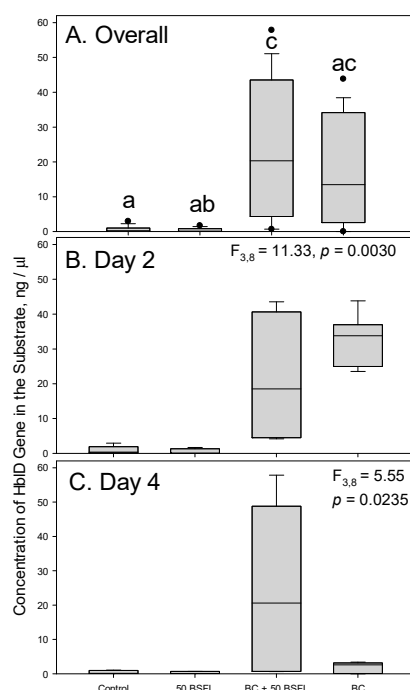 Concentration of HblD Gene in the Substrate, ng / µl
A. Overall
60
50
40
30
20
10
0
a
ab
c
ac
B. Day 2
F3,8 = 11.33, p = 0.0030
60
50
40
30
20
10
0
C. Day 4
F3,8 = 5.55
p = 0.0235
60
50
40
30
20
10
0
Control 50 BSFL BC + 50 BSFL BC